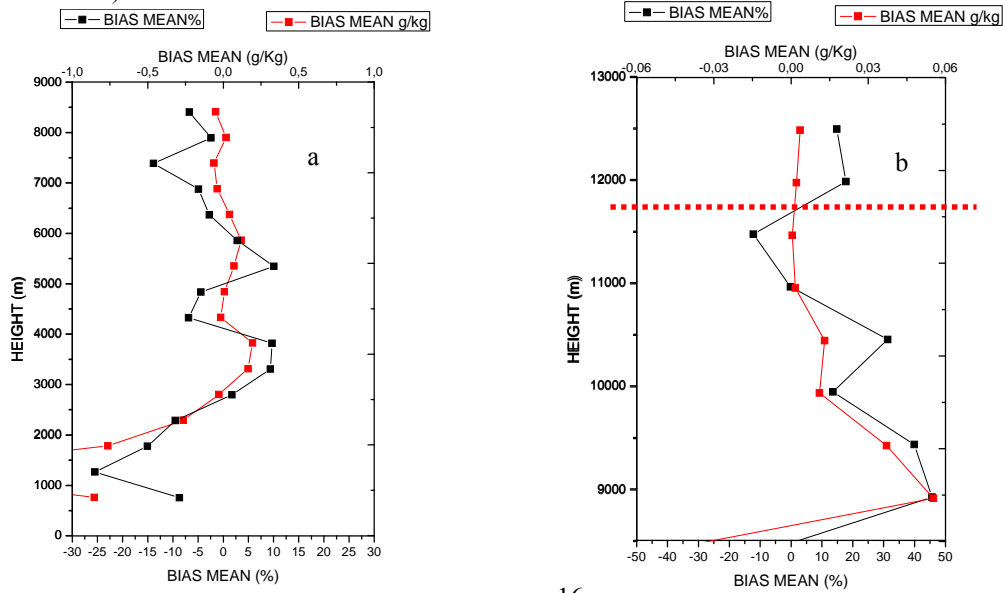 BIAS MEAN%
BIAS MEAN g/kg
BIAS MEAN (g/Kg)
-1,0 -0,5 0,0 0,5 1,0
9000
8000
7000
6000
5000
4000
3000
2000
1000
0
HEIGHT (m)
a
-30 -25 -20 -15 -10 -5 0 5 10 15 20 25 30
BIAS MEAN (%)
BIAS MEAN%
BIAS MEAN g/kg
BIAS MEAN (g/Kg)
-0,06 -0,03 0,00 0,03 0,06
13000
12000
11000
10000
9000
HEIGHT (m)
b
-50 -40 -30 -20 -10 0 10 20 30 40 50
BIAS MEAN (%)